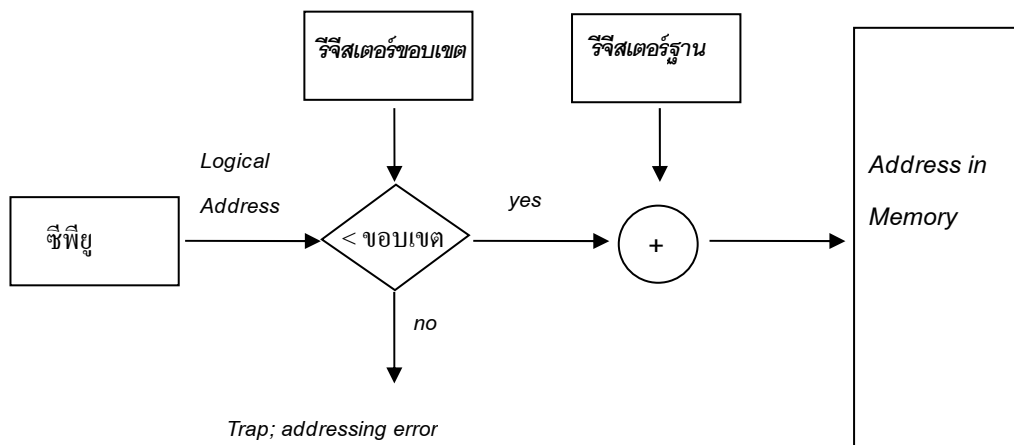 รีจีสเตอร์ขอบเขต
รีจีสเตอร์ฐาน
Logical
Address
ซีพียู
< ขอบเขต
yes
+
Address in
Memory
no
Trap; addressing error